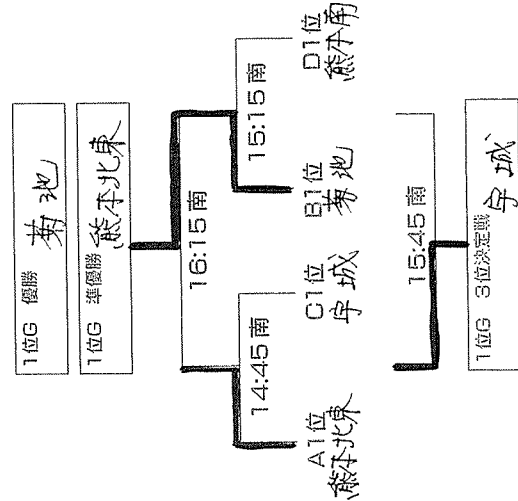 1位G 優勝
菊池
1位G 準優勝
熊本北東
16:15 南
14:45 南
15:15 南
A1位
熊本北東
C1位
宇城
B1位
菊池
D1位
熊本南
15:45 南
1位G 3位決定戦
宇城